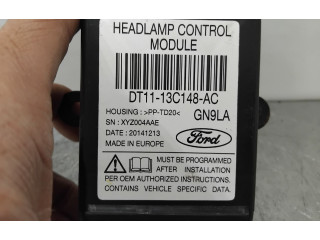 HEADLAMP CONTROL
MODULE
DT11-13C148-AC
HOUSING : >PP-TD20<
GN9LA
SN : XYZ004AAE
DATE : 20141213
MADE IN EUROPE
Ford
MUST BE PROGRAMMED
AFTER INSTALLATION
PER OEM AUTHORIZED INSTRUCTIONS.
CONTAINS VEHICLE SPECIFIC DATA.